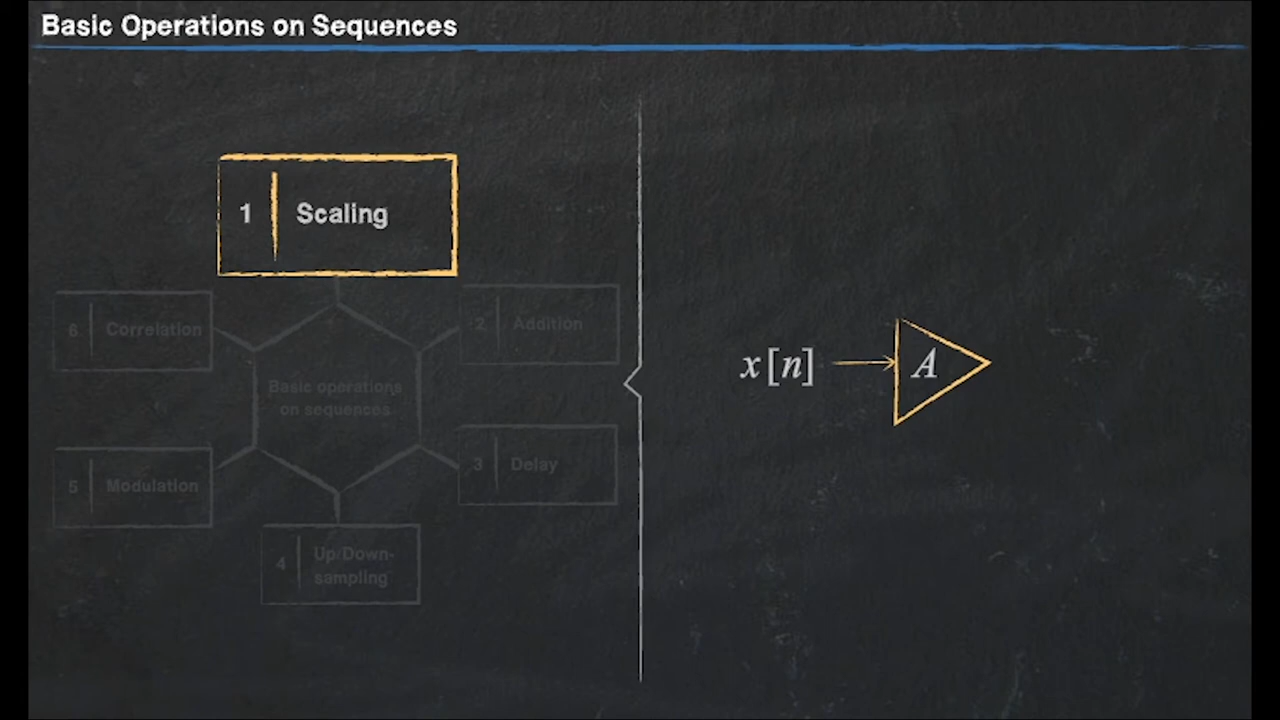 Basic Operations on Sequences
1 Scaling
6 Correlation
2 Addition
Basic operations
on sequences
5 Modulation
3 Delay
4 Up/Down-
sampling
x[n] A